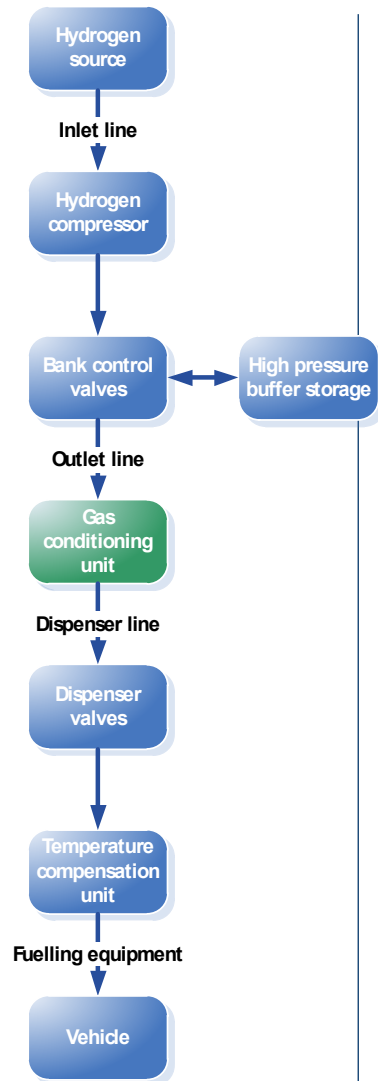 Hydrogen
source
Inlet line
Hydrogen
compressor
Bank control
valves
High pressure
buffer storage
Outlet line
Gas
conditioning
unit
Dispenser line
Dispenser
valves
Temperature
compensation
unit
Fuelling equipment
Vehicle